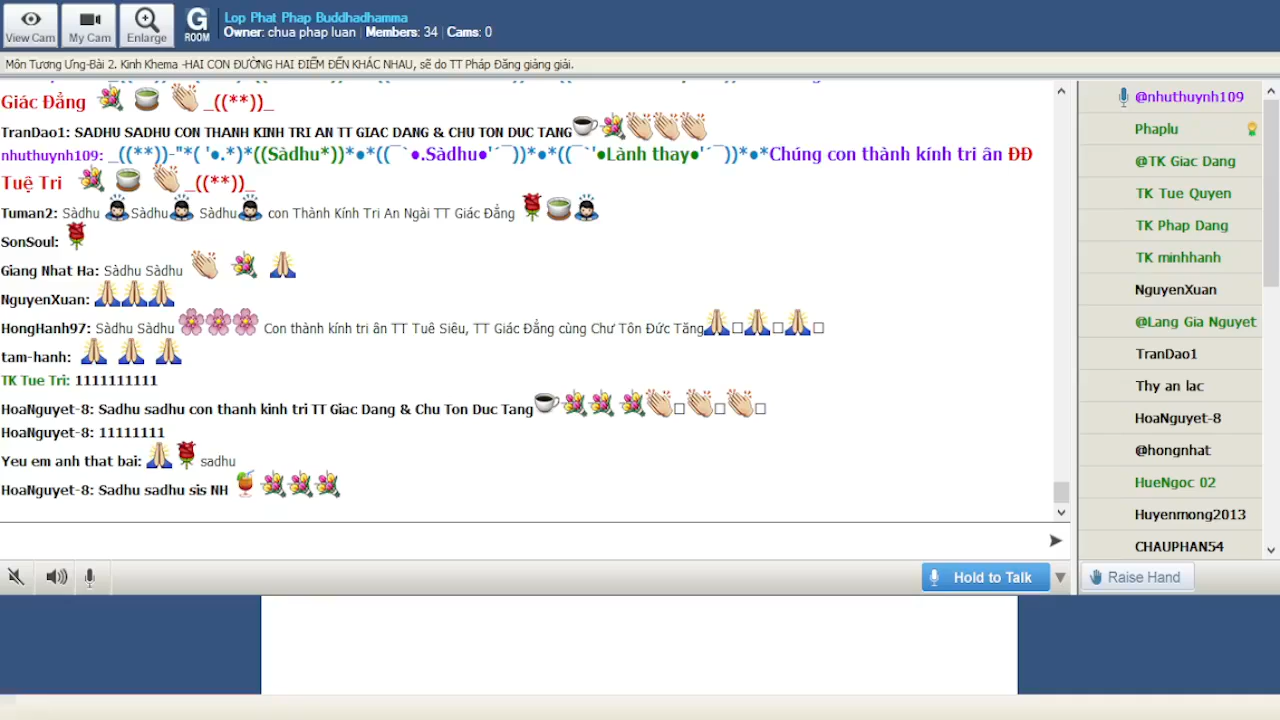 View Cam
My Cam
Enlarge
G
ROOM
Lop Phat Phap Buddhadhamma
Owner: chua phap luan | Members: 34 | Cams: 0
Môn Tương Ưng-Bài 2. Kinh Khema -HAI CON ĐƯỜNG HAI ĐIỂM ĐẾN KHÁC NHAU, sẽ do TT Pháp Đăng giảng giải.
Giác Đẳng 💐 🍵 👏 _((**))_
TranDao1: SADHU SADHU CON THANH KINH TRI AN TT GIAC DANG & CHU TON DUC TANG☕💐👏👏👏
nhuthuynh109: _((**))-"*( '●.*)*((Sàdhu*))*●*((¯`●.Sàdhu●'´¯))*●*((¯`'●Lành thay●'´¯))*●*Chúng con thành kính tri ân ĐĐ
Tuệ Tri 💐 🍵 👏 _((**))_
Tuman2: Sàdhu 🙇Sàdhu🙇 Sàdhu🙇 con Thành Kính Tri An Ngài TT Giác Đẳng 🌹🍵🙇
SonSoul: 🌹
Giang Nhat Ha: Sàdhu Sàdhu 👏 💐 🙏
NguyenXuan: 🙏🙏🙏
HongHanh97: Sàdhu Sàdhu 🌸🌸🌸 Con thành kính tri ân TT Tuê Siêu, TT Giác Đẳng cùng Chư Tôn Đức Tăng🙏□🙏□🙏□
tam-hanh: 🙏 🙏 🙏
TK Tue Tri: 1111111111
HoaNguyet-8: Sadhu sadhu con thanh kinh tri TT Giac Dang & Chu Ton Duc Tang☕💐💐 💐👏□👏□👏□
HoaNguyet-8: 11111111
Yeu em anh that bai: 🙏🌹 sadhu
HoaNguyet-8: Sadhu sadhu sis NH 🍹💐💐💐
Hold to Talk
@nhuthuynh109
Phaplu
@TK Giac Dang
TK Tue Quyen
TK Phap Dang
TK minhhanh
NguyenXuan
@Lang Gia Nguyet
TranDao1
Thy an lac
HoaNguyet-8
@hongnhat
HueNgoc 02
Huyenmong2013
CHAUPHAN54
Raise Hand